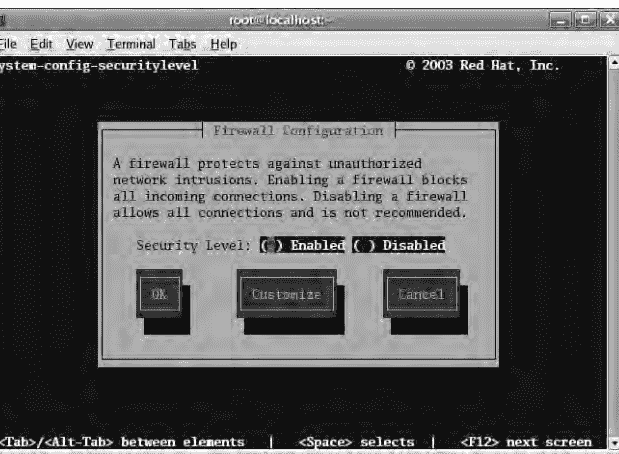 root@localhost:~
File Edit View Terminal Tabs Help
system-config-securitylevel © 2003 Red Hat, Inc.
Firewall Configuration
A firewall protects against unauthorized
network intrusions. Enabling a firewall blocks
all incoming connections. Disabling a firewall
allows all connections and is not recommended.
Security Level: (*) Enabled ( ) Disabled
OK Customize Cancel
<Tab>/<Alt-Tab> between elements | <Space> selects | <F12> next screen